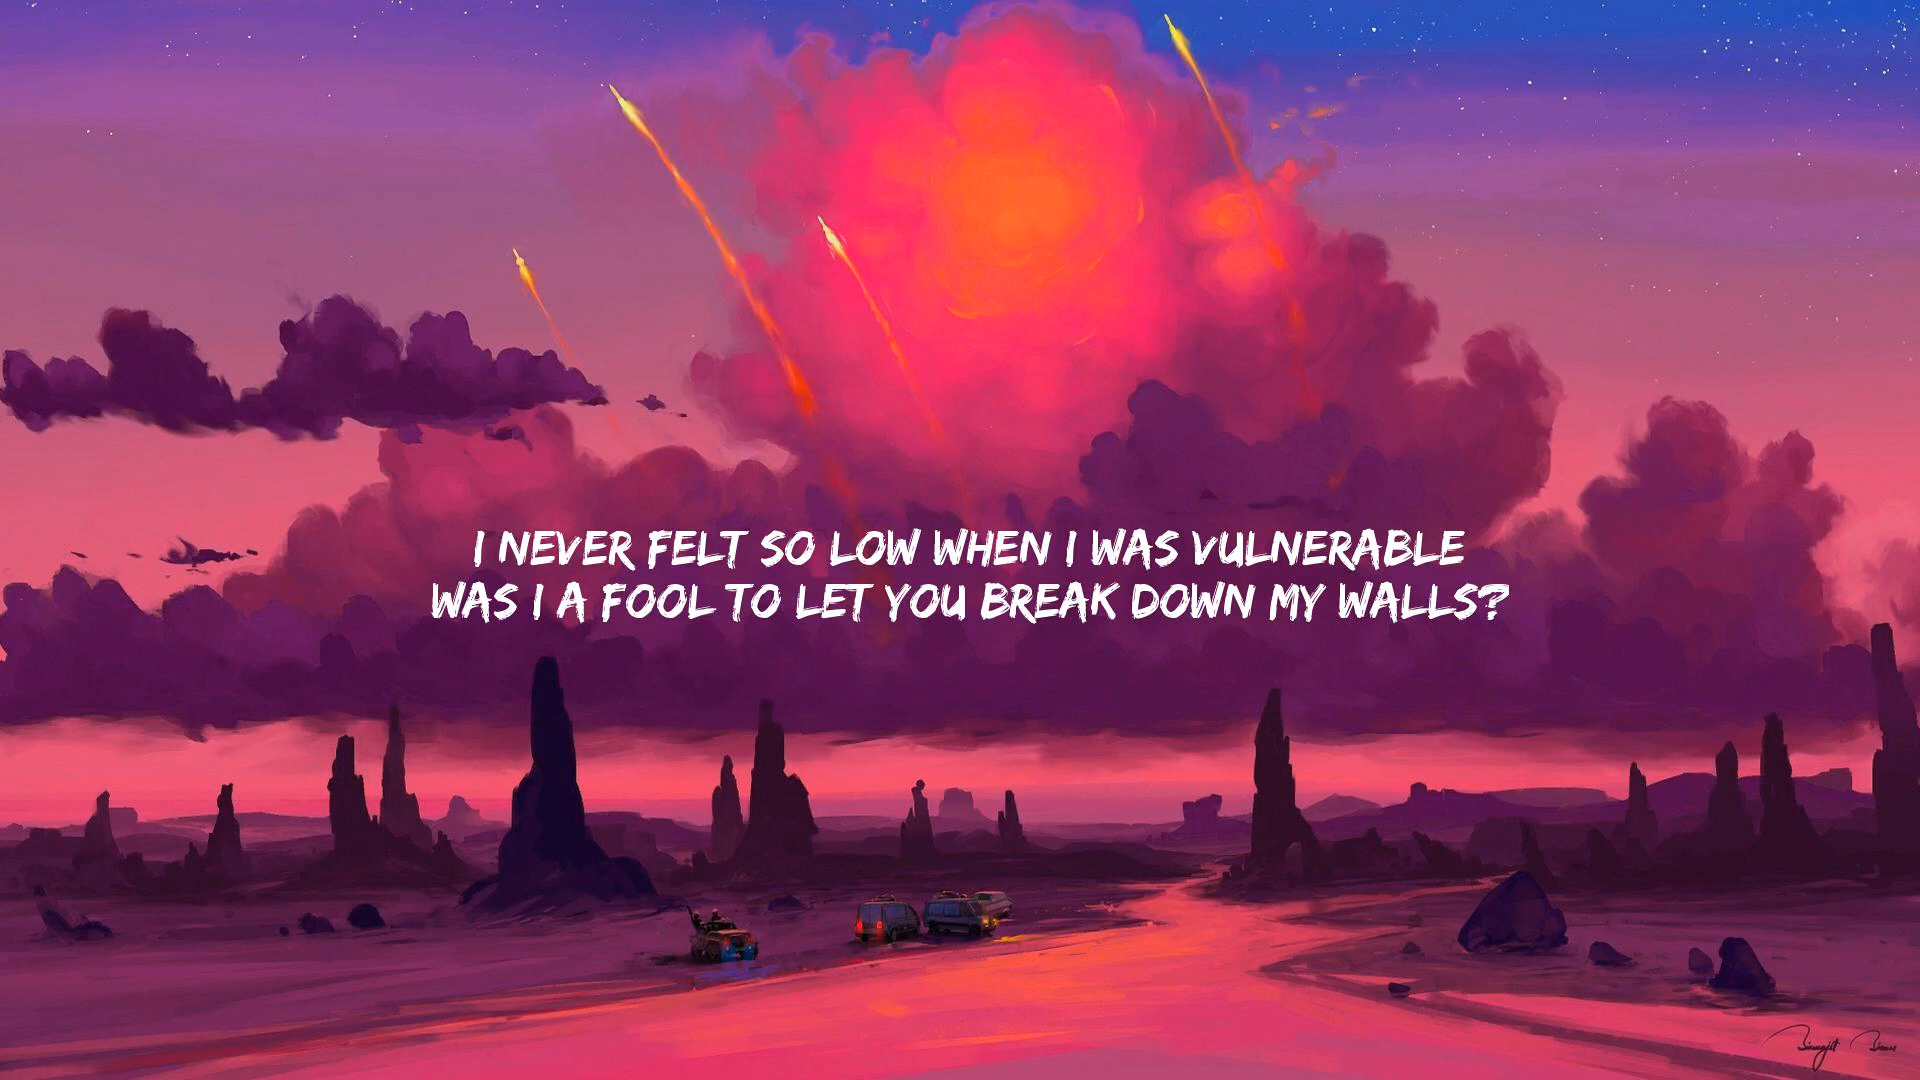 I NEVER FELT SO LOW WHEN I WAS VULNERABLE
WAS I A FOOL TO LET YOU BREAK DOWN MY WALLS?